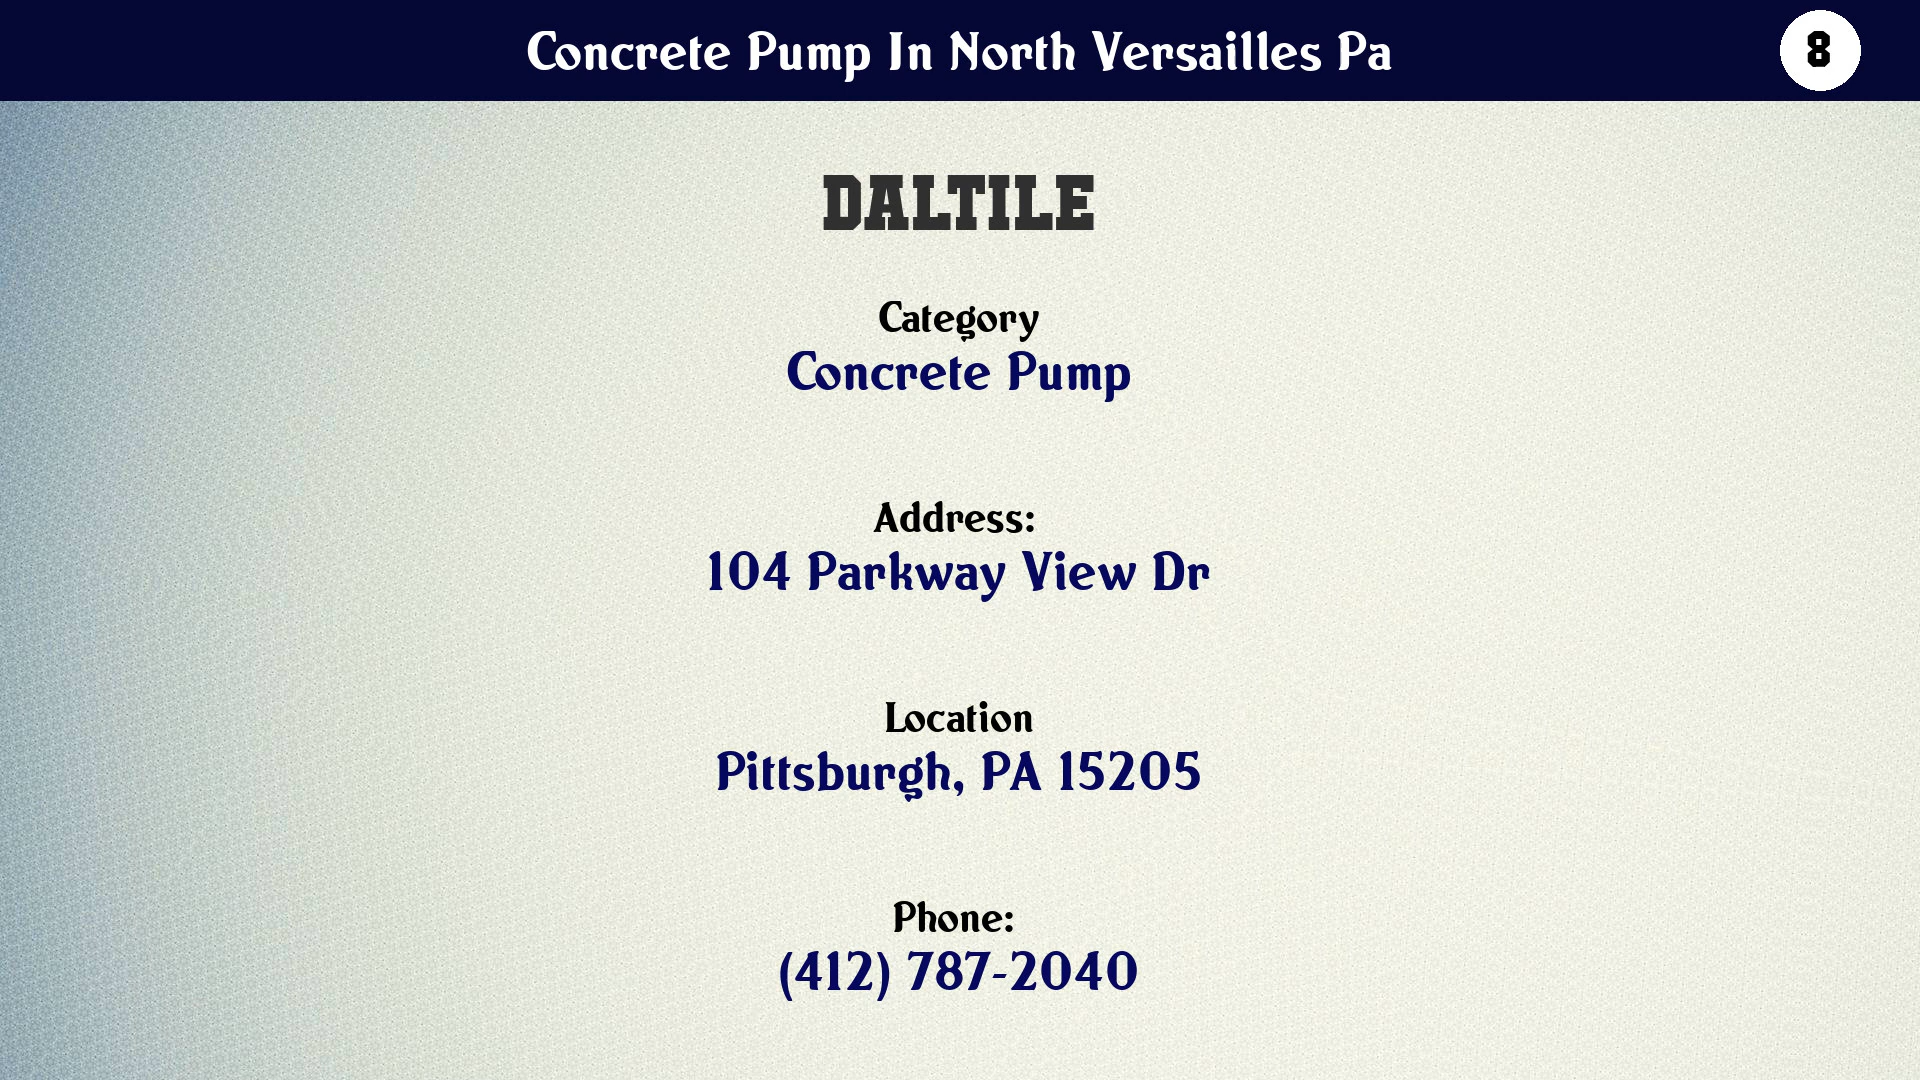 Concrete Pump In North Versailles Pa
8
DALTILE
Category
Concrete Pump
Address:
104 Parkway View Dr
Location
Pittsburgh, PA 15205
Phone:
(412) 787-2040